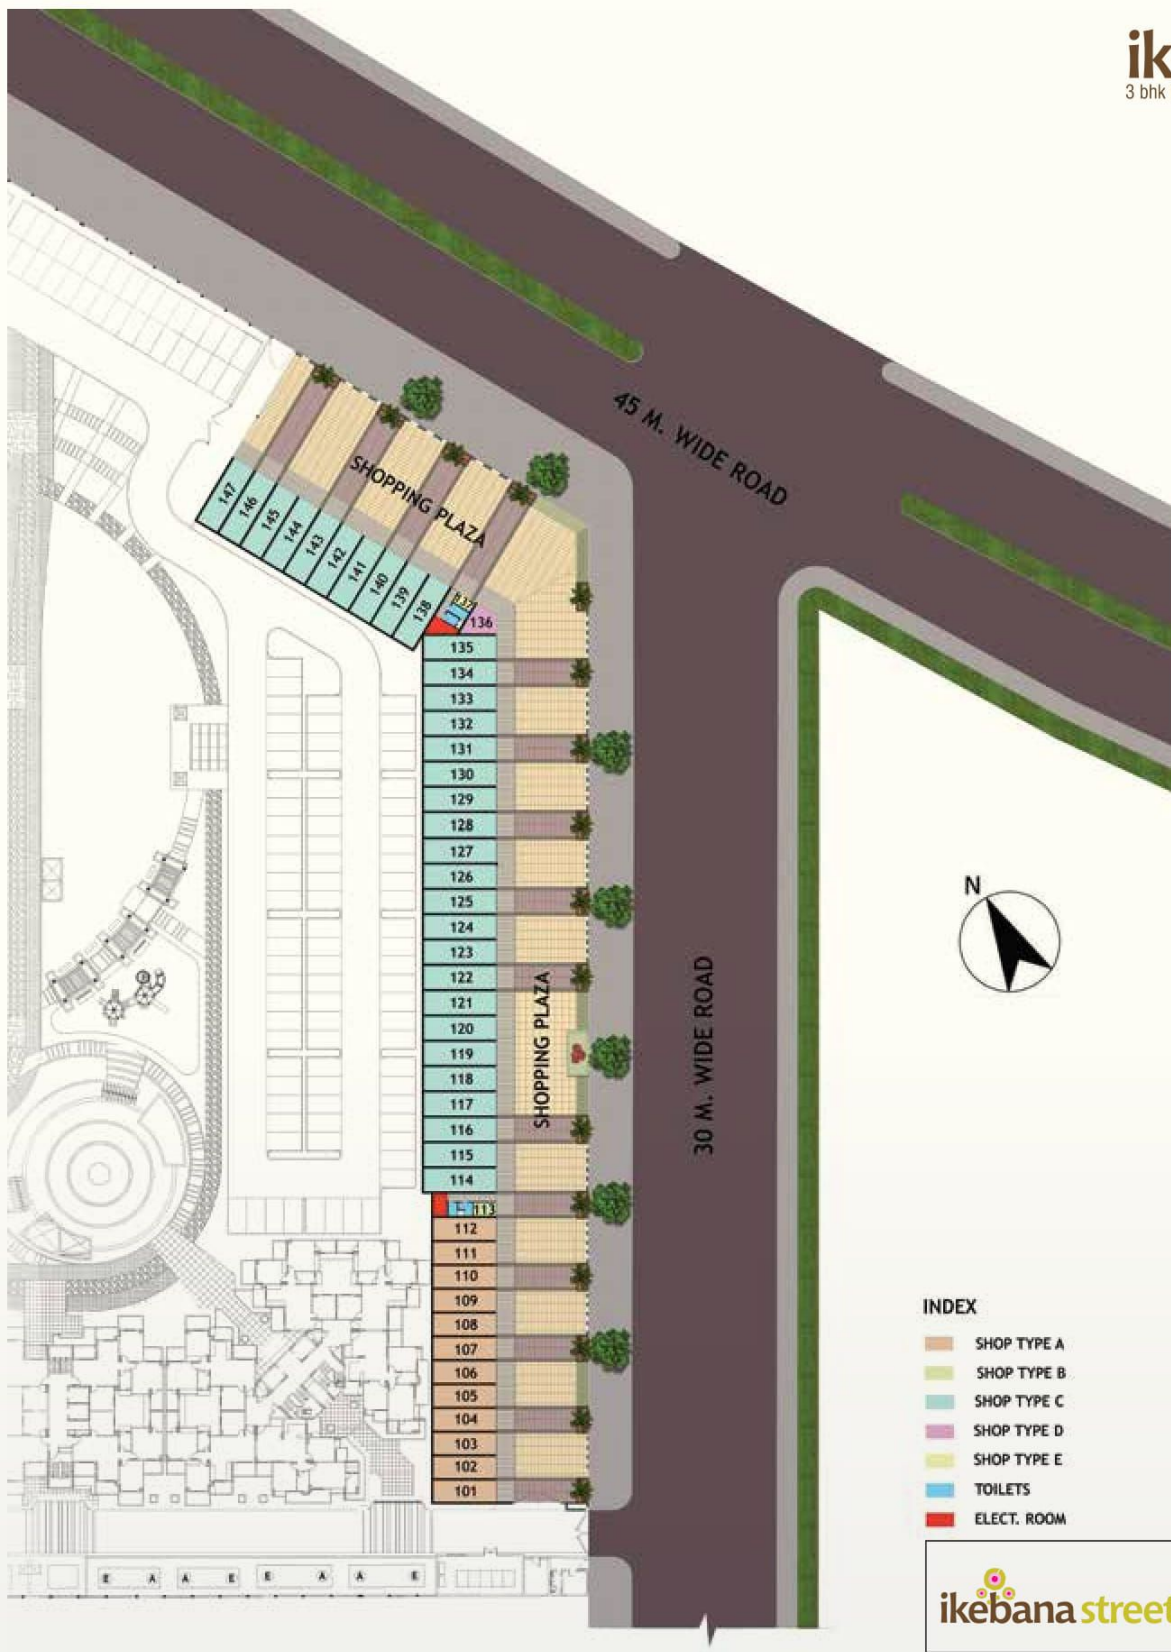 ik
3 bhk
45 M. WIDE ROAD
SHOPPING PLAZA
147
146
145
144
143
142
141
140
139
138
137
T
136
135
134
133
132
131
130
129
128
127
126
125
124
123
122
121
120
119
118
117
116
115
114
T
113
112
111
110
109
108
107
106
105
104
103
102
101
SHOPPING PLAZA
30 M. WIDE ROAD
N
INDEX
SHOP TYPE A
SHOP TYPE B
SHOP TYPE C
SHOP TYPE D
SHOP TYPE E
TOILETS
ELECT. ROOM
E A A E E A A E
ikebana street